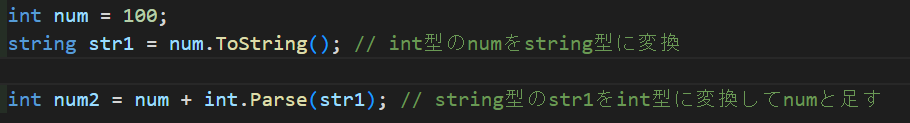 int num = 100;
string str1 = num.ToString(); // int型のnumをstring型に変換
int num2 = num + int.Parse(str1); // string型のstr1をint型に変換してnumと足す